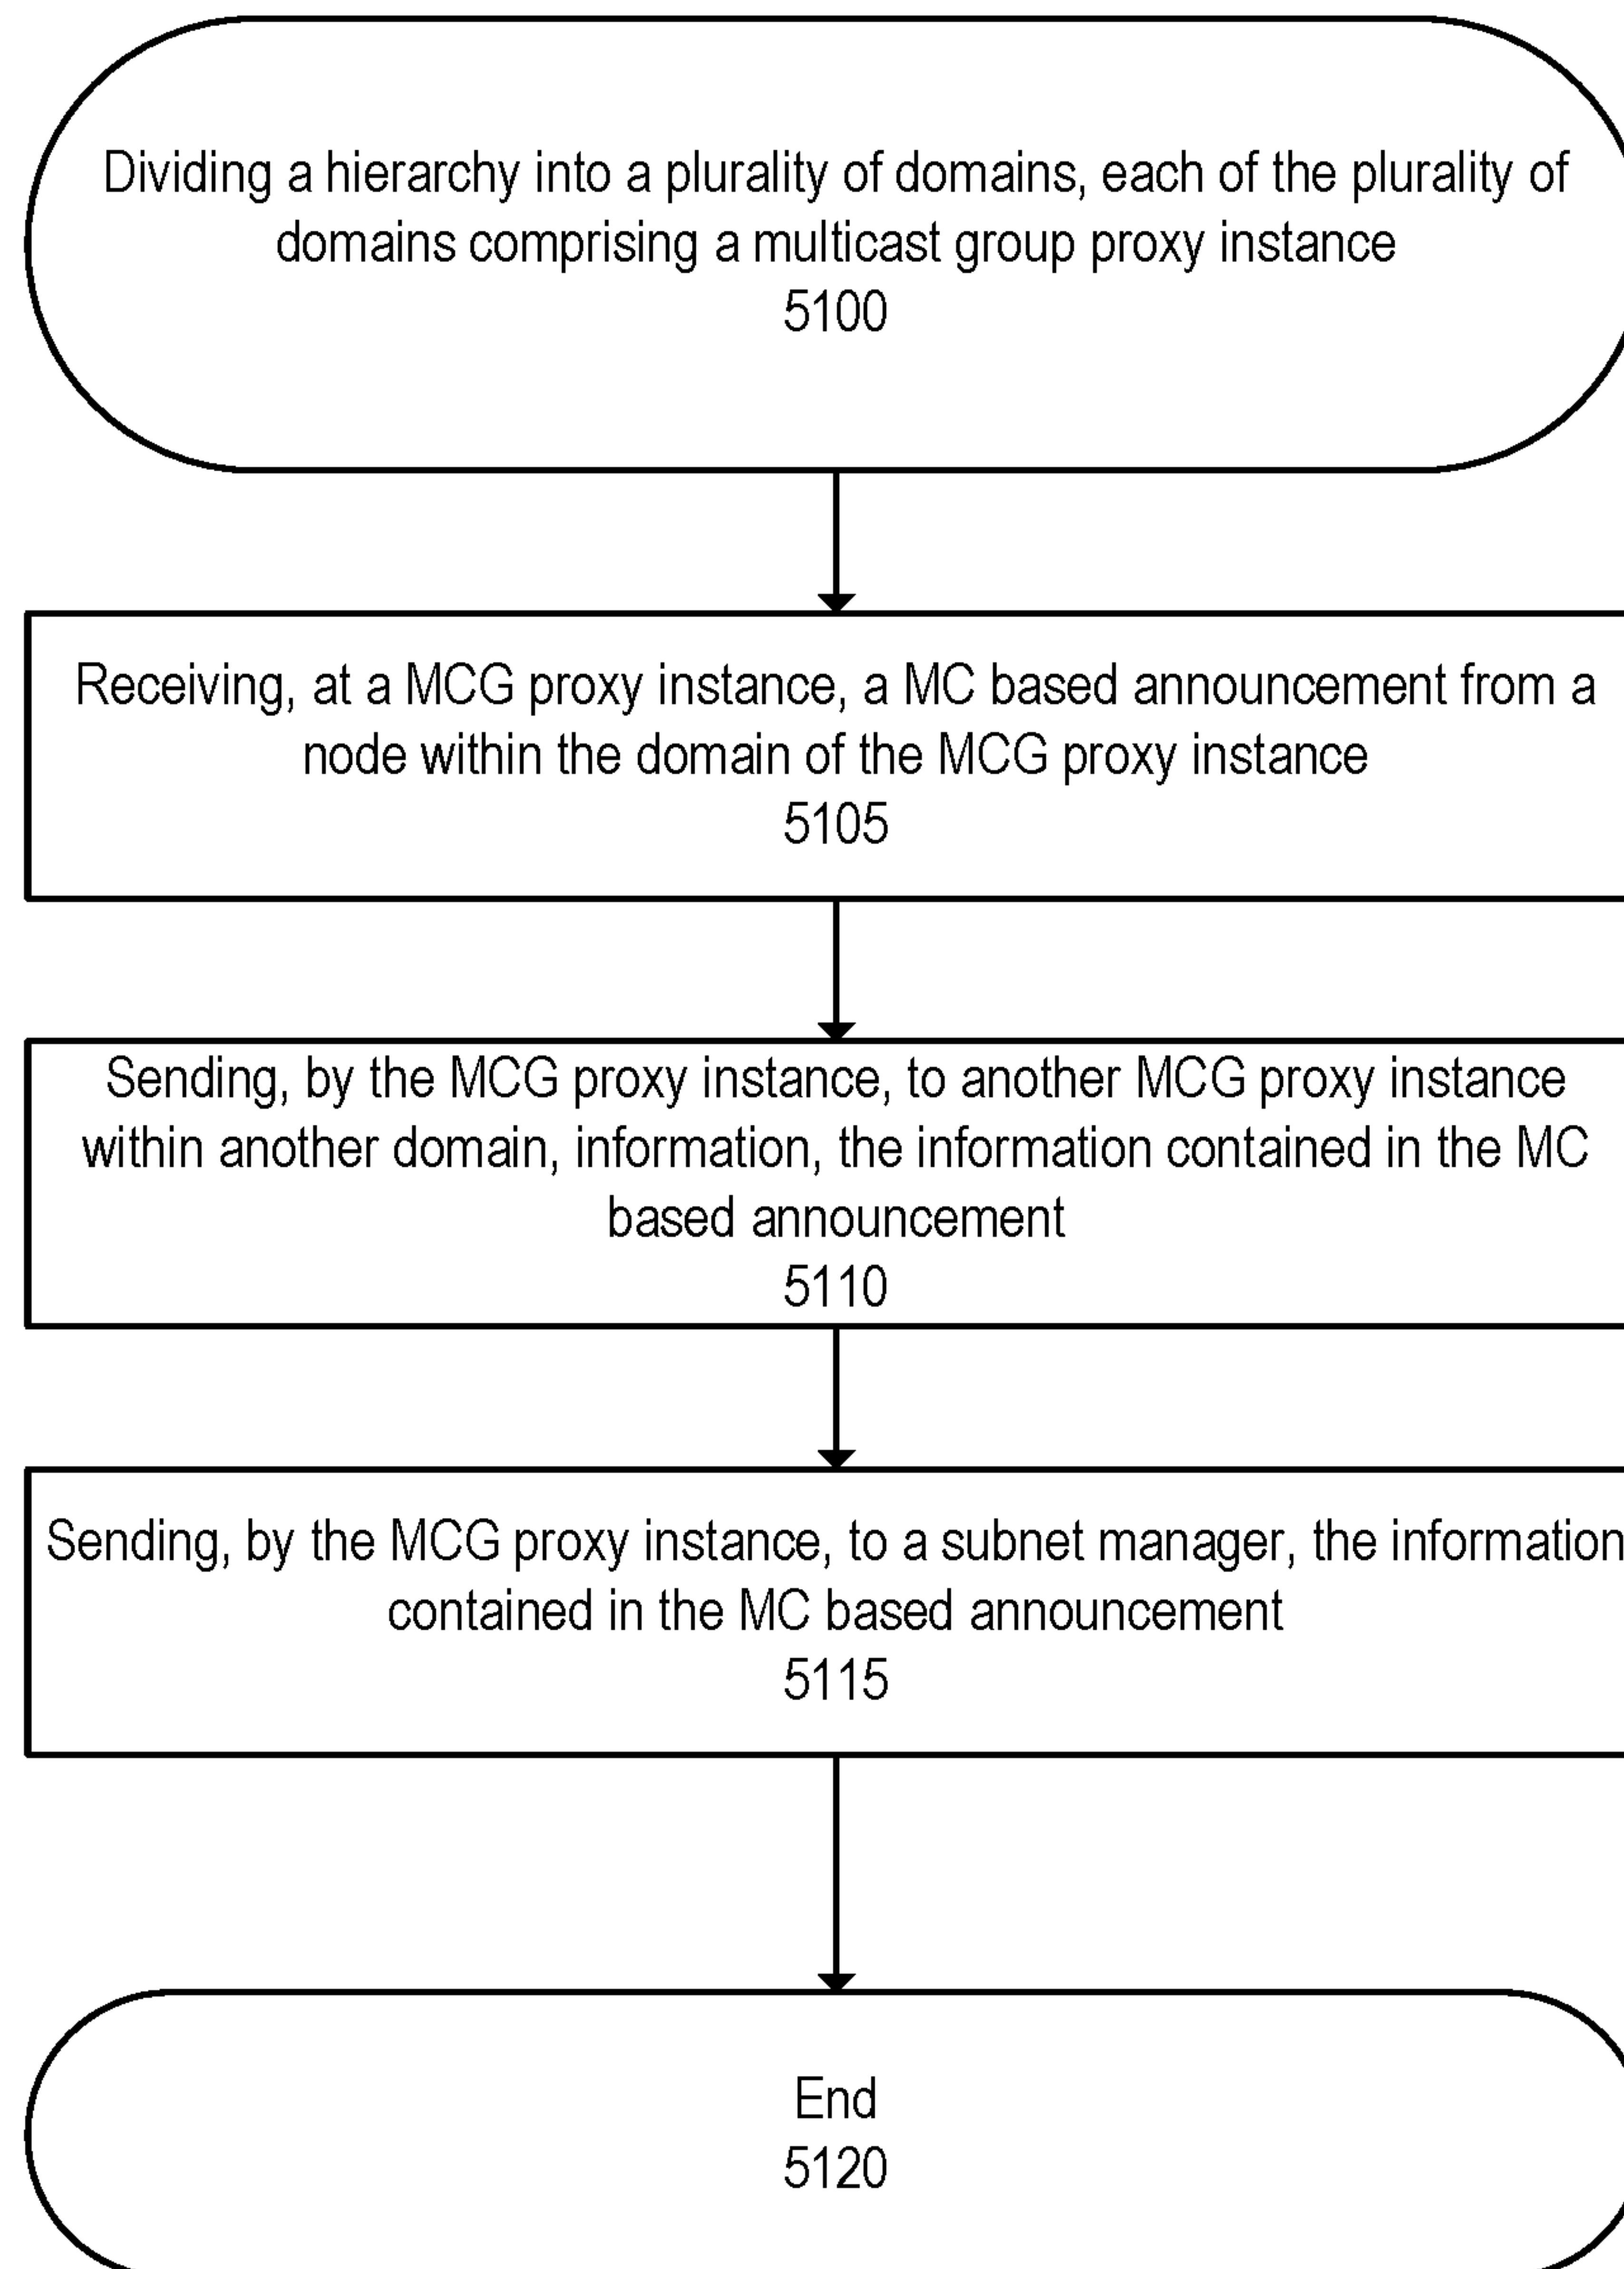 Dividing a hierarchy into a plurality of domains, each of the plurality of
domains comprising a multicast group proxy instance
5100
Receiving, at a MCG proxy instance, a MC based announcement from a
node within the domain of the MCG proxy instance
5105
Sending, by the MCG proxy instance, to another MCG proxy instance
within another domain, information, the information contained in the MC
based announcement
5110
Sending, by the MCG proxy instance, to a subnet manager, the information
contained in the MC based announcement
5115
End
5120